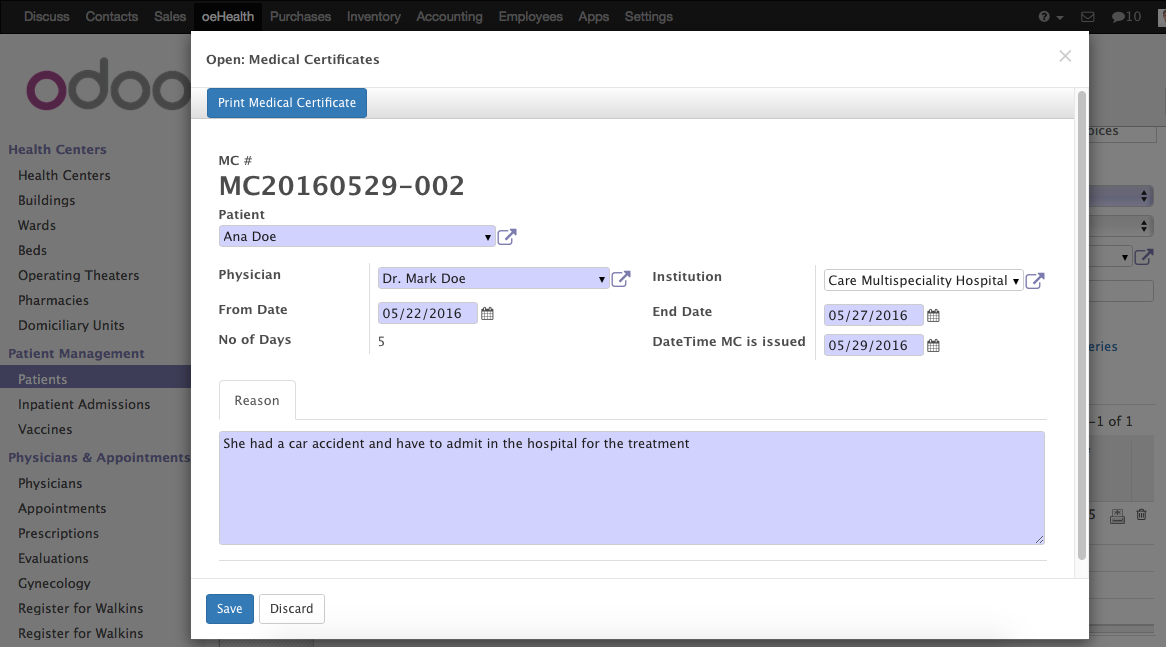 Discuss Contacts Sales oeHealth Purchases Inventory Accounting Employees Apps Settings 10
odoo
Health Centers
Health Centers
Buildings
Wards
Beds
Operating Theaters
Pharmacies
Domiciliary Units
Patient Management
Patients
Inpatient Admissions
Vaccines
Physicians & Appointments
Physicians
Appointments
Prescriptions
Evaluations
Gynecology
Register for Walkins
Register for Walkins
Open: Medical Certificates
×
Print Medical Certificate
MC #
MC20160529-002
Patient
Ana Doe
Physician Dr. Mark Doe
Institution Care Multispeciality Hospital
From Date 05/22/2016
End Date 05/27/2016
No of Days 5
DateTime MC is issued 05/29/2016
Reason
She had a car accident and have to admit in the hospital for the treatment
Save Discard
-1 of 1